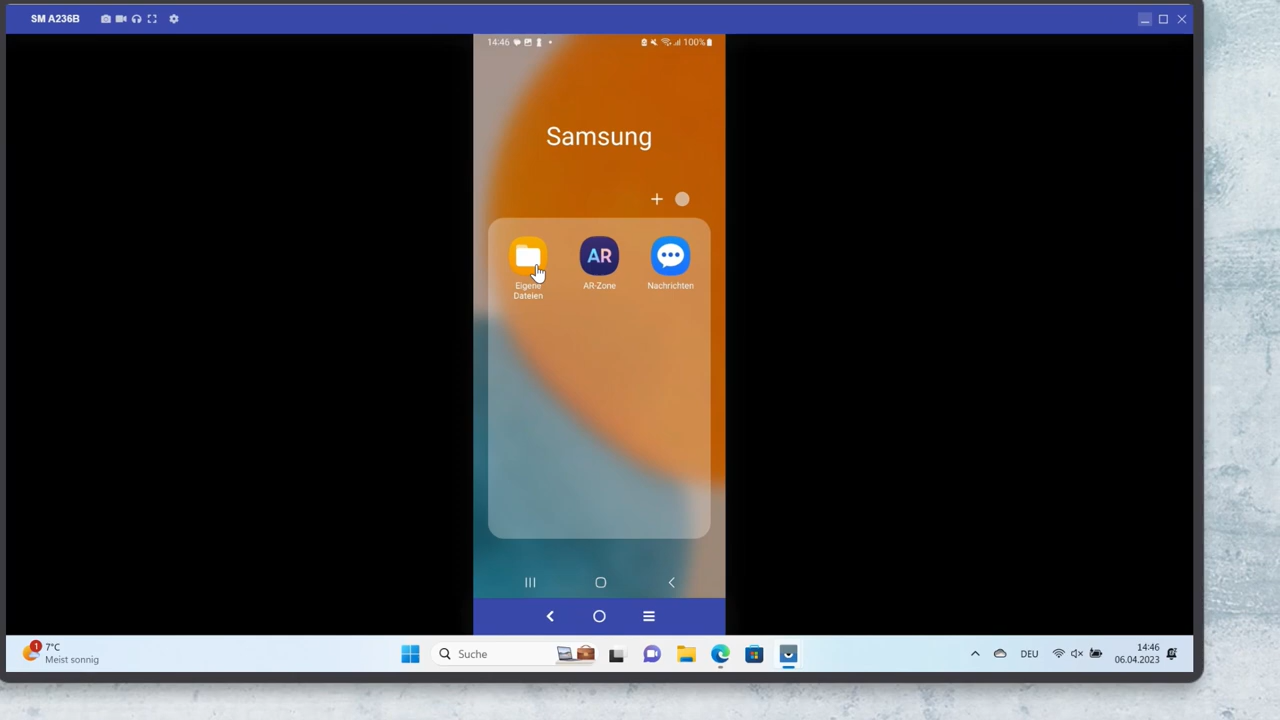 SM A236B
14:46
100%
Samsung
AR
Eigene
Dateien
AR-Zone
Nachrichten
1
7°C
Meist sonnig
Suche
DEU
14:46
06.04.2023